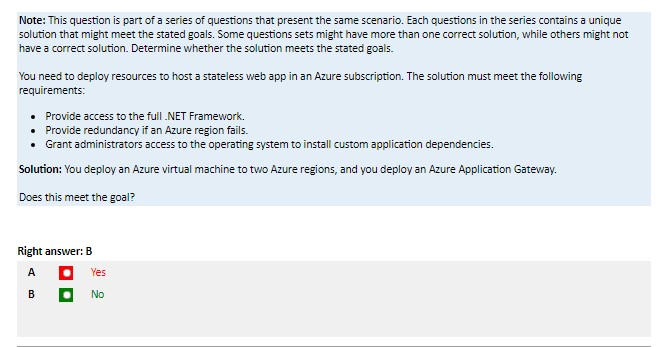 Note: This question is part of a series of questions that present the same scenario. Each questions in the series contains a unique
solution that might meet the stated goals. Some questions sets might have more than one correct solution, while others might not
have a correct solution. Determine whether the solution meets the stated goals.
You need to deploy resources to host a stateless web app in an Azure subscription. The solution must meet the following
requirements:
• Provide access to the full .NET Framework.
• Provide redundancy if an Azure region fails.
• Grant administrators access to the operating system to install custom application dependencies.
Solution: You deploy an Azure virtual machine to two Azure regions, and you deploy an Azure Application Gateway.
Does this meet the goal?
Right answer: B
A Yes
B No